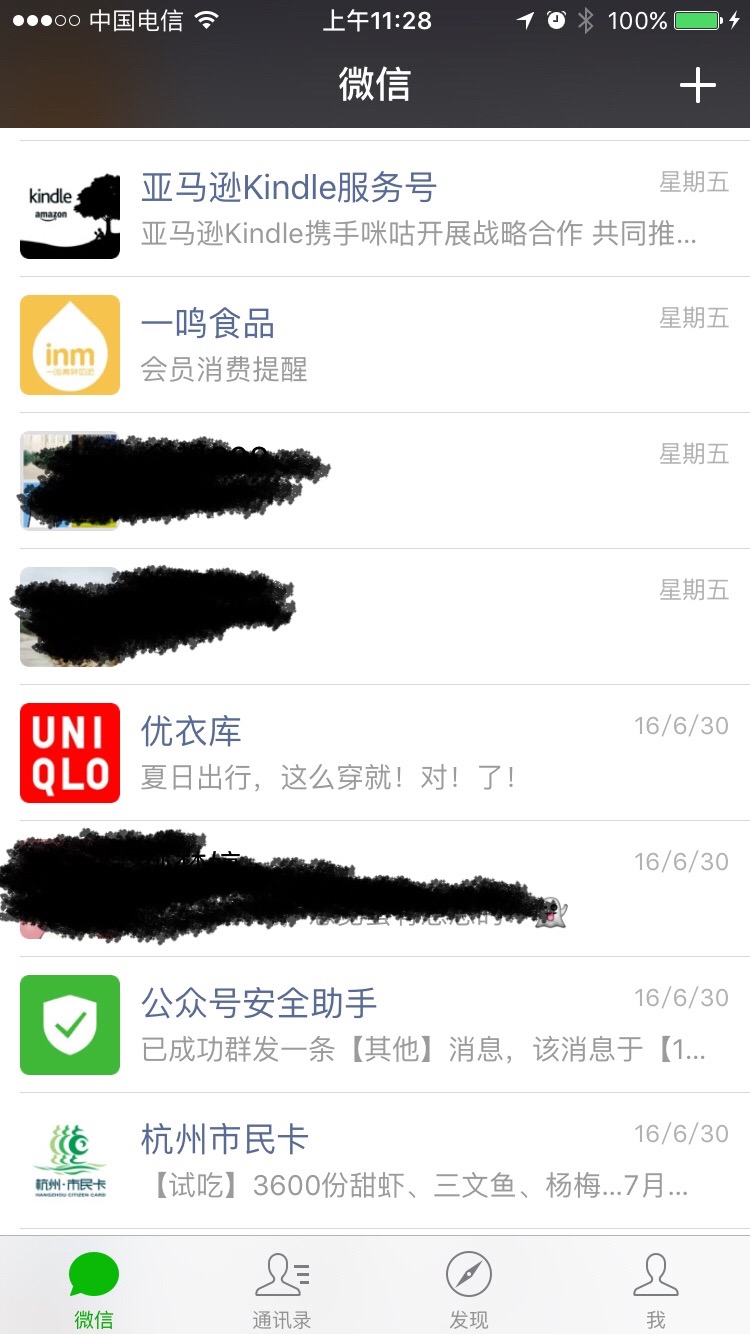 中国电信 上午11:28 100%
微信
kindle
amazon
亚马逊Kindle服务号 星期五
亚马逊Kindle携手咪咕开展战略合作 共同推...
inm
一鸣食品 星期五
会员消费提醒
星期五
星期五
UNI
QLO
优衣库 16/6/30
夏日出行，这么穿就！对！了！
16/6/30
公众号安全助手 16/6/30
已成功群发一条【其他】消息，该消息于【1...
杭州·市民卡
HANGZHOU CITIZEN CARD
杭州市民卡 16/6/30
【试吃】3600份甜虾、三文鱼、杨梅...7月...
微信 通讯录 发现 我